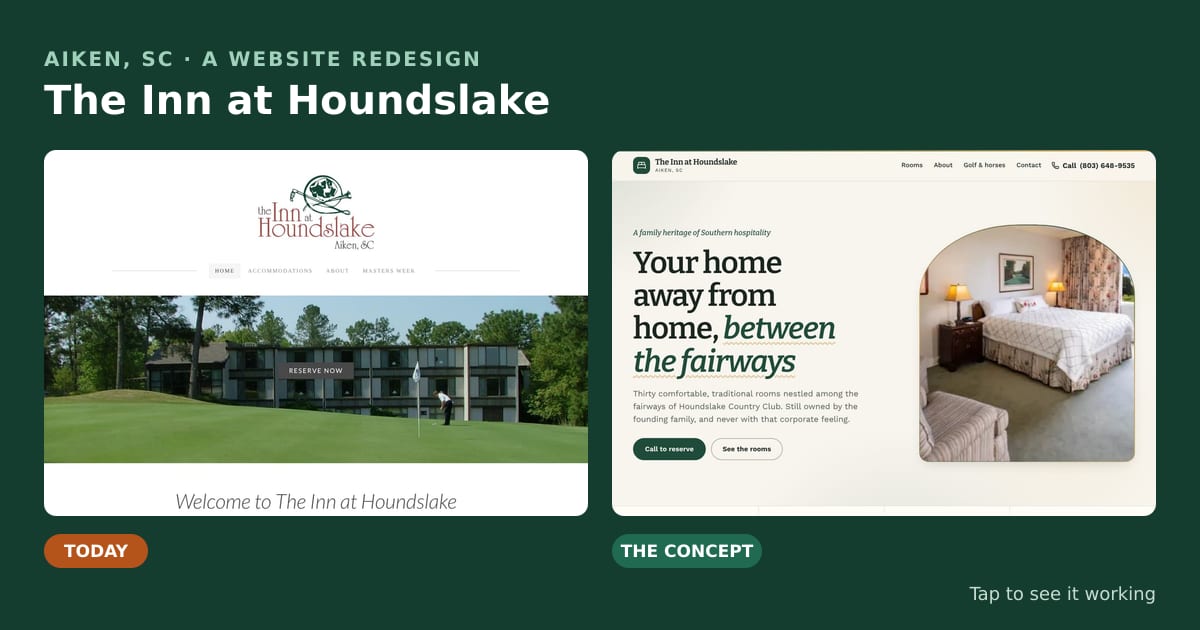 AIKEN, SC · A WEBSITE REDESIGN
The Inn at Houndslake
the Inn at
Houndslake
Aiken, SC
HOME ACCOMMODATIONS ABOUT MASTERS WEEK
RESERVE NOW
Welcome to The Inn at Houndslake
TODAY
The Inn at Houndslake
AIKEN, SC
Rooms About Golf & horses Contact Call (803) 648-9535
A family heritage of Southern hospitality
Your home
away from
home, between
the fairways
Thirty comfortable, traditional rooms nestled among the
fairways of Houndslake Country Club. Still owned by the
founding family, and never with that corporate feeling.
Call to reserve See the rooms
THE CONCEPT
Tap to see it working